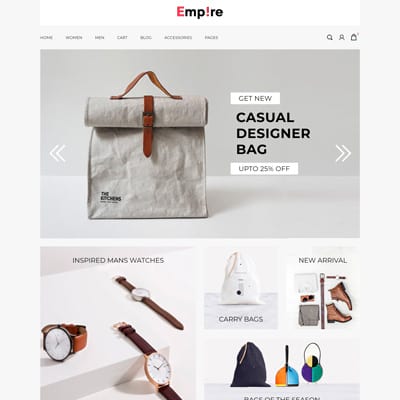 Emp!re
HOME WOMEN MEN CART BLOG ACCESSORIES PAGES
GET NEW
CASUAL
DESIGNER
BAG
UPTO 25% OFF
THE
KITCHENS
INSPIRED MANS WATCHES
CARRY BAGS
NEW ARRIVAL
BAGS OF THE SEASON